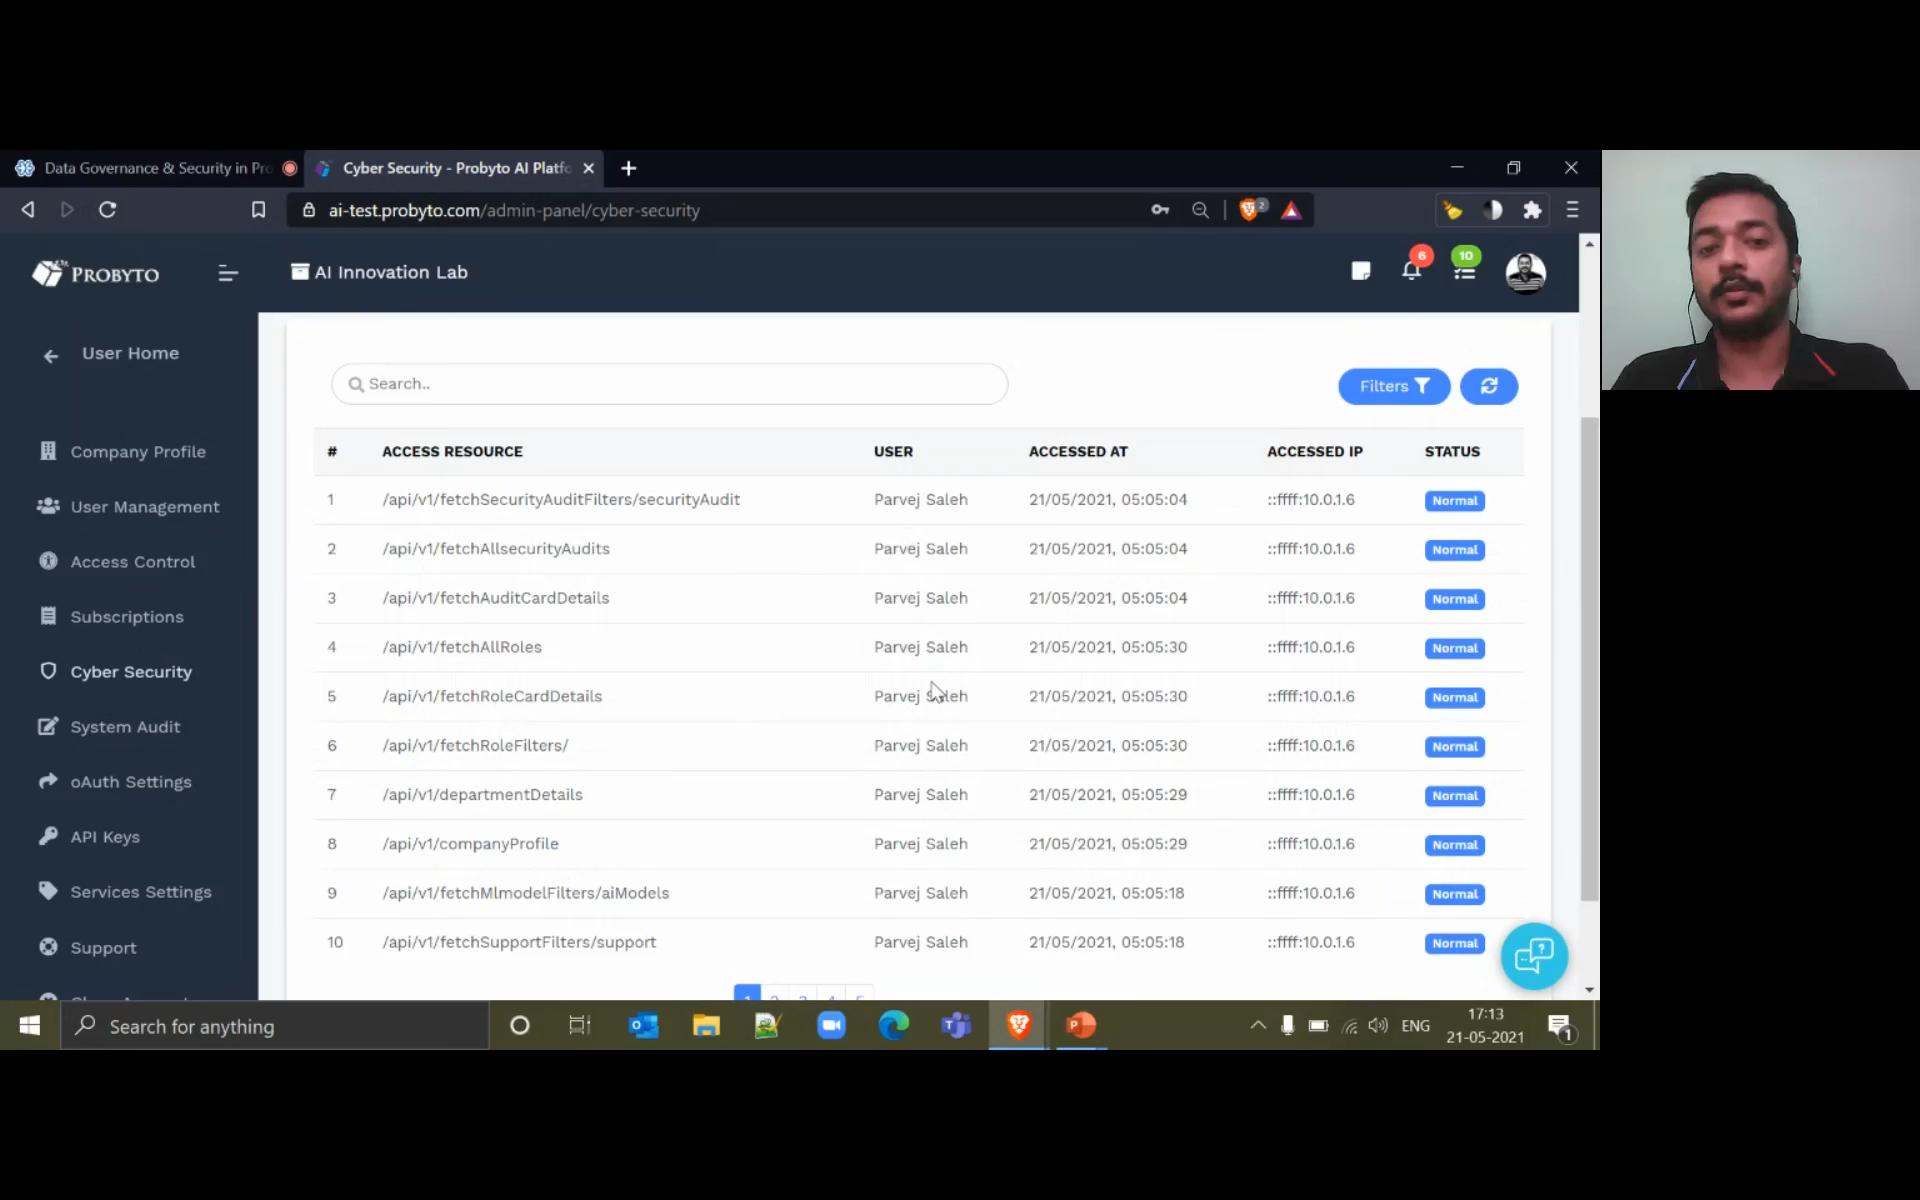 Data Governance & Security in Pro
Cyber Security - Probyto AI Platfo
ai-test.probyto.com/admin-panel/cyber-security
2
PROBYTO
AI Innovation Lab
6
10
User Home
Company Profile
User Management
Access Control
Subscriptions
Cyber Security
System Audit
oAuth Settings
API Keys
Services Settings
Support
Search..
Filters
# ACCESS RESOURCE USER ACCESSED AT ACCESSED IP STATUS
1 /api/v1/fetchSecurityAuditFilters/securityAudit Parvej Saleh 21/05/2021, 05:05:04 ::ffff:10.0.1.6 Normal
2 /api/v1/fetchAllsecurityAudits Parvej Saleh 21/05/2021, 05:05:04 ::ffff:10.0.1.6 Normal
3 /api/v1/fetchAuditCardDetails Parvej Saleh 21/05/2021, 05:05:04 ::ffff:10.0.1.6 Normal
4 /api/v1/fetchAllRoles Parvej Saleh 21/05/2021, 05:05:30 ::ffff:10.0.1.6 Normal
5 /api/v1/fetchRoleCardDetails Parvej Saleh 21/05/2021, 05:05:30 ::ffff:10.0.1.6 Normal
6 /api/v1/fetchRoleFilters/ Parvej Saleh 21/05/2021, 05:05:30 ::ffff:10.0.1.6 Normal
7 /api/v1/departmentDetails Parvej Saleh 21/05/2021, 05:05:29 ::ffff:10.0.1.6 Normal
8 /api/v1/companyProfile Parvej Saleh 21/05/2021, 05:05:29 ::ffff:10.0.1.6 Normal
9 /api/v1/fetchMlmodelFilters/aiModels Parvej Saleh 21/05/2021, 05:05:18 ::ffff:10.0.1.6 Normal
10 /api/v1/fetchSupportFilters/support Parvej Saleh 21/05/2021, 05:05:18 ::ffff:10.0.1.6 Normal
Search for anything
ENG
17:13
21-05-2021
1